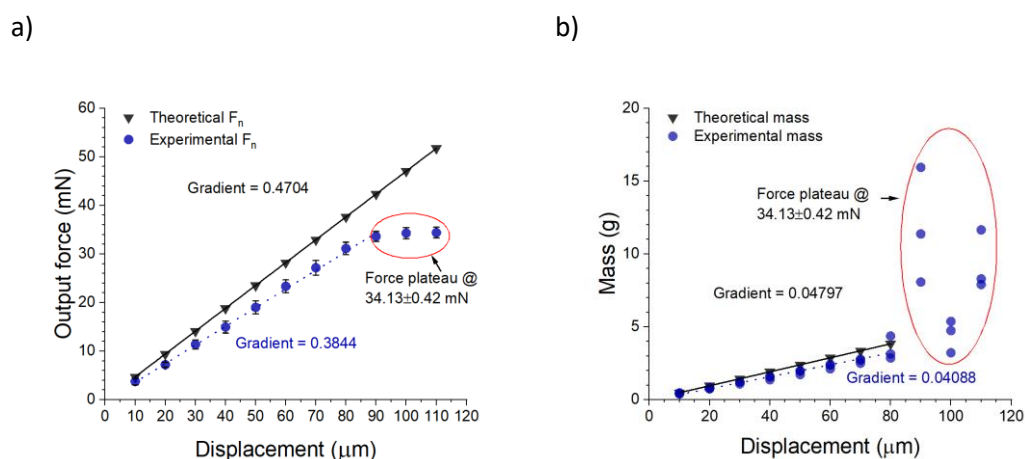 a)
60
50
40
30
20
10
0
Output force (mN)
Theoretical Fₙ
Experimental Fₙ
Gradient = 0.4704
Force plateau @
34.13±0.42 mN
Gradient = 0.3844
0 10 20 30 40 50 60 70 80 90 100 110 120
Displacement (μm)
b)
20
15
10
5
0
Mass (g)
Theoretical mass
Experimental mass
Force plateau @
34.13±0.42 mN
Gradient = 0.04797
Gradient = 0.04088
0 20 40 60 80 100 120
Displacement (μm)